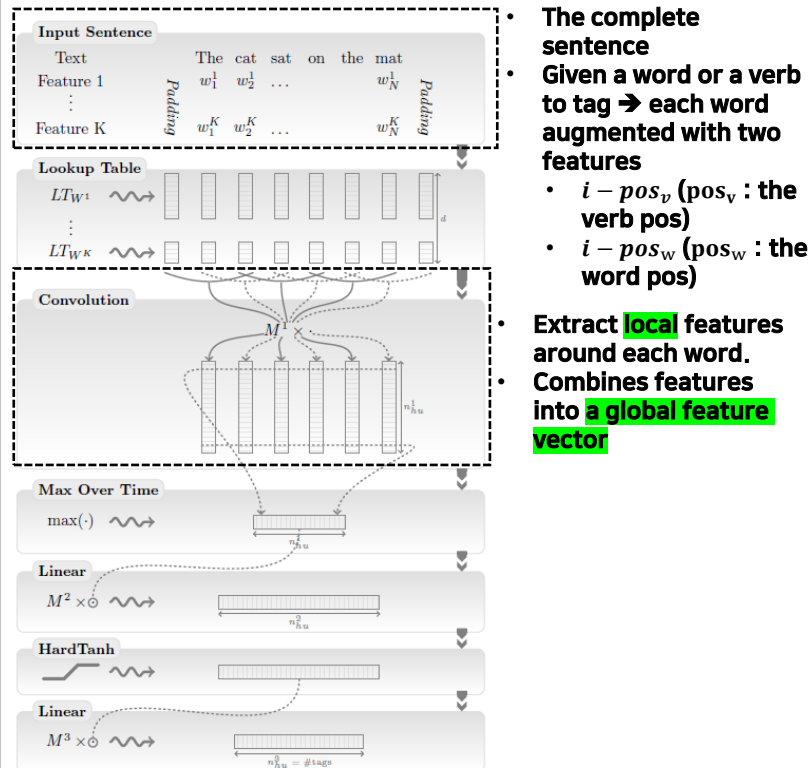 Input Sentence
Text The cat sat on the mat
Feature 1 w_1^1 w_2^1 ... w_N^1
⋮
Feature K w_1^K w_2^K ... w_N^K
Padding
Padding
Lookup Table
LT_{W^1}
⋮
LT_{W^K}
d
Convolution
M^1 × ·
n_{hu}^1
Max Over Time
max(·)
n_{hu}^1
Linear
M^2 × ⊙
n_{hu}^2
HardTanh
Linear
M^3 × ⊙
n_{hu}^3 = #tags
• The complete
sentence
• Given a word or a verb
to tag ➔ each word
augmented with two
features
• i − pos_v (pos_v : the
verb pos)
• i − pos_w (pos_w : the
word pos)
• Extract local features
around each word.
• Combines features
into a global feature
vector